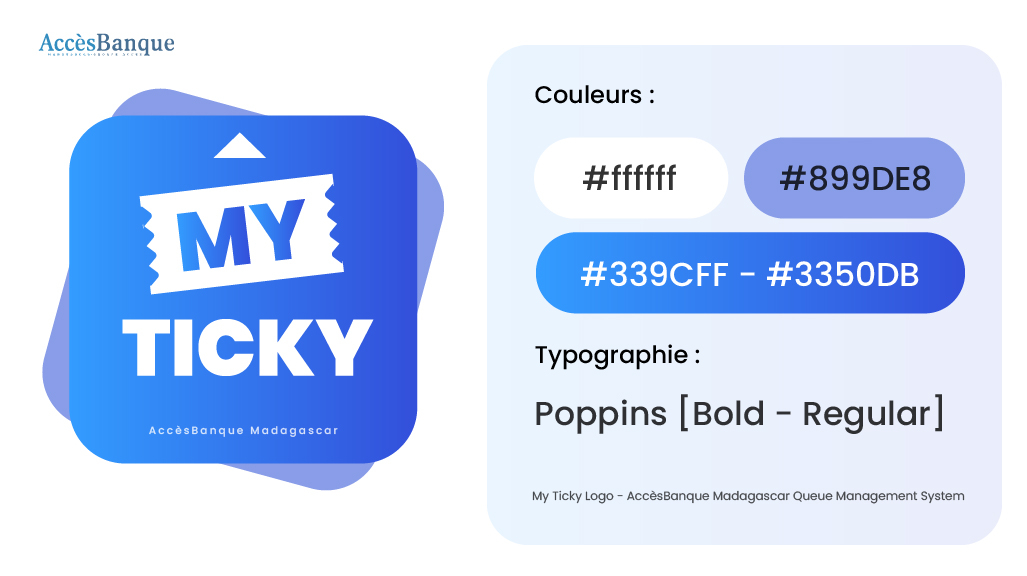 AccèsBanque
MY
TICKY
AccèsBanque Madagascar
Couleurs :
#ffffff
#899DE8
#339CFF - #3350DB
Typographie :
Poppins [Bold - Regular]
My Ticky Logo - AccèsBanque Madagascar Queue Management System